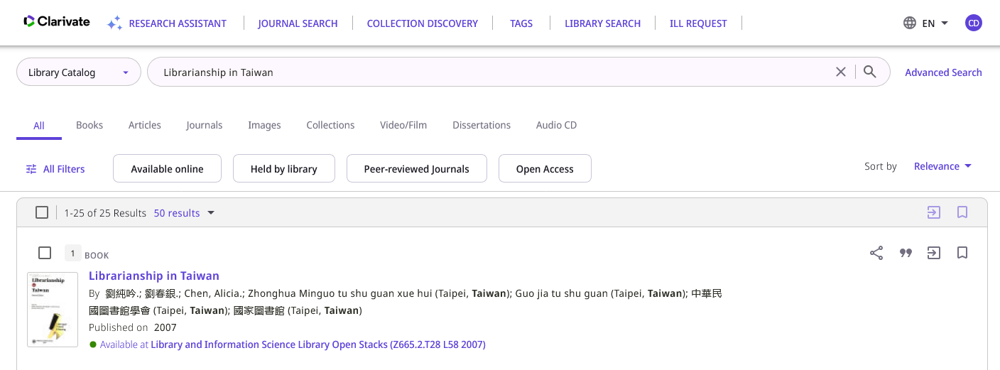 Clarivate RESEARCH ASSISTANT JOURNAL SEARCH COLLECTION DISCOVERY TAGS LIBRARY SEARCH ILL REQUEST EN CD
Library Catalog Librarianship in Taiwan Advanced Search
All Books Articles Journals Images Collections Video/Film Dissertations Audio CD
All Filters Available online Held by library Peer-reviewed Journals Open Access Sort by Relevance
1-25 of 25 Results 50 results
1 BOOK
Librarianship in Taiwan
By 劉純吟.; 劉春銀.; Chen, Alicia.; Zhonghua Minguo tu shu guan xue hui (Taipei, Taiwan); Guo jia tu shu guan (Taipei, Taiwan); 中華民
國圖書館學會 (Taipei, Taiwan); 國家圖書館 (Taipei, Taiwan)
Published on 2007
Available at Library and Information Science Library Open Stacks (Z665.2.T28 L58 2007)
Librarianship
Taiwan